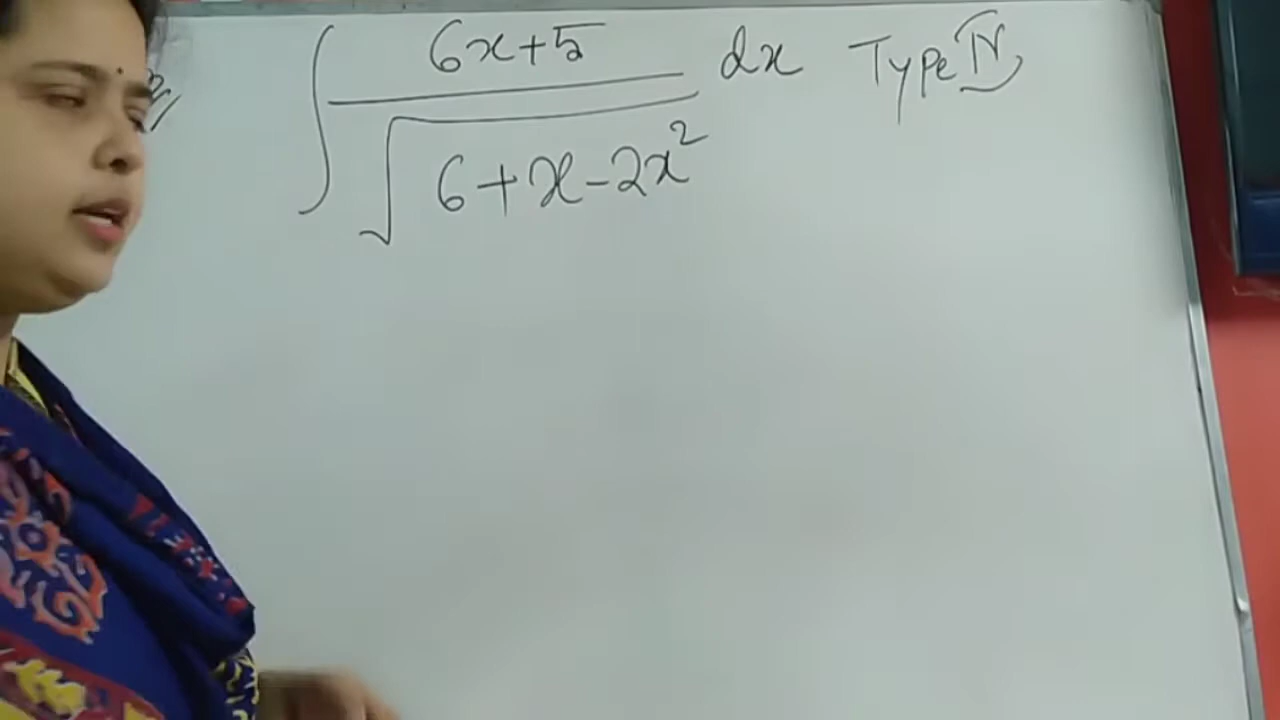 ∫ (6x+5)/√(6+x-2x²) dx Type IV